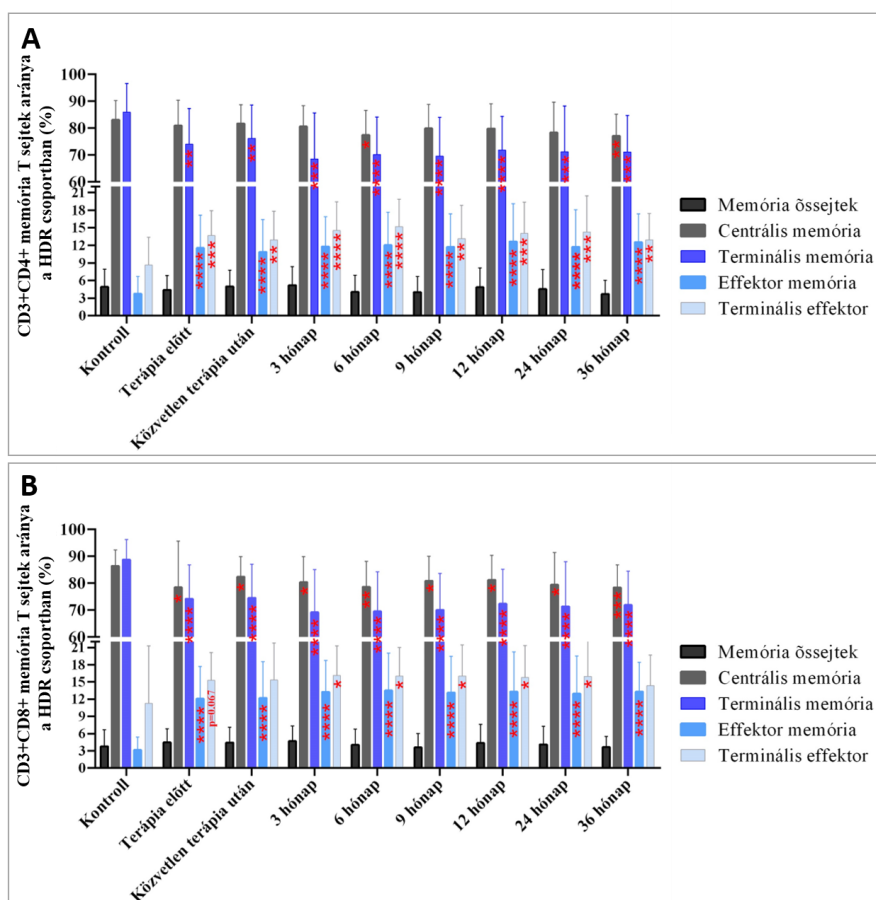 A
CD3+CD4+ memória T sejtek aránya
a HDR csoportban (%)
100
90
80
70
60
21
18
15
12
9
6
3
0
**
****
***
**
****
**
***
****
****
*
****
****
****
***
****
**
****
****
***
***
****
***
**
***
****
**
Kontroll
Terápia előtt
Közvetlen terápia után
3 hónap
6 hónap
9 hónap
12 hónap
24 hónap
36 hónap
Memória õssejtek
Centrális memória
Terminális memória
Effektor memória
Terminális effektor
B
CD3+CD8+ memória T sejtek aránya
a HDR csoportban (%)
100
90
80
70
60
21
18
15
12
9
6
3
0
*
****
****
p=0.067
*
****
****
*
****
****
*
**
****
****
*
*
****
****
*
*
****
****
*
*
****
****
*
***
****
****
Kontroll
Terápia előtt
Közvetlen terápia után
3 hónap
6 hónap
9 hónap
12 hónap
24 hónap
36 hónap
Memória õssejtek
Centrális memória
Terminális memória
Effektor memória
Terminális effektor